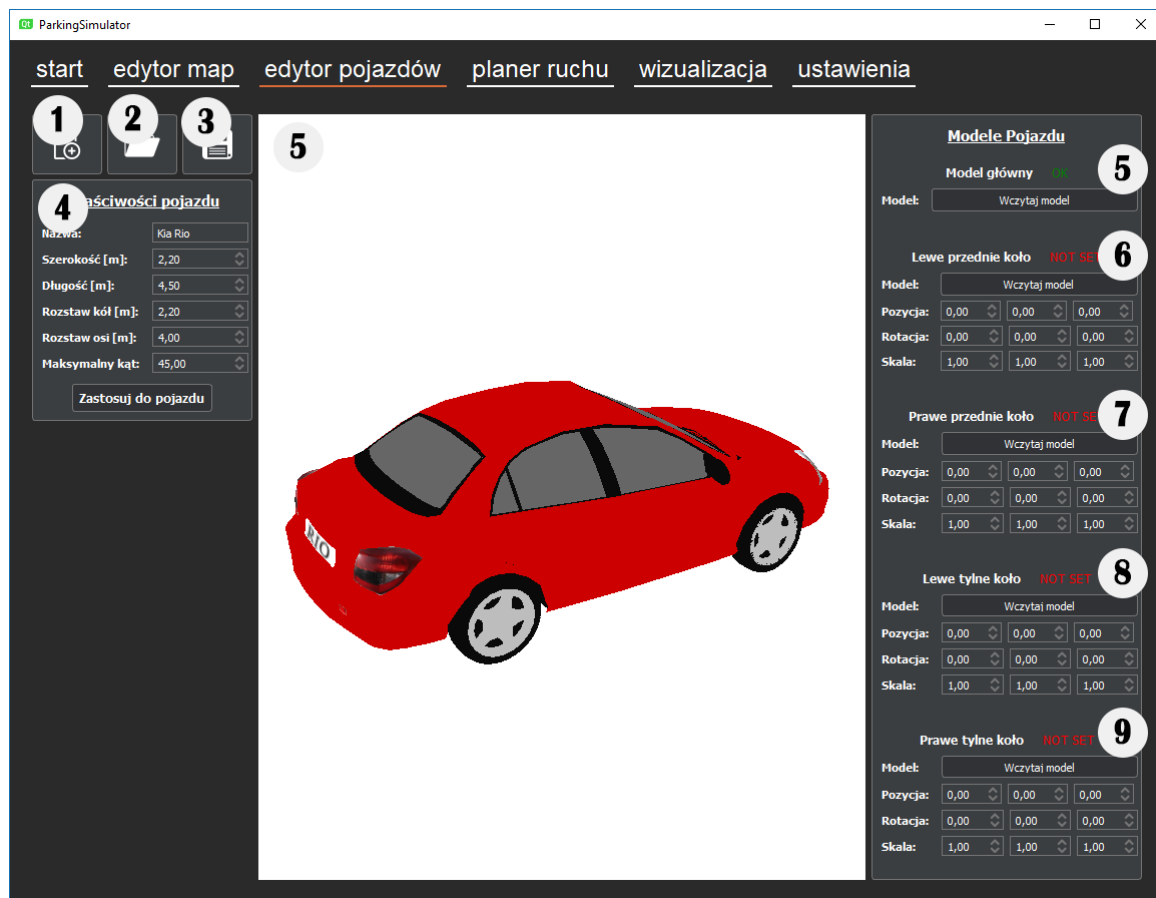 ParkingSimulator
start edytor map edytor pojazdów planer ruchu wizualizacja ustawienia
1 2 3
4
aściwości pojazdu
Nazwa: Kia Rio
Szerokość [m]: 2,20
Długość [m]: 4,50
Rozstaw kół [m]: 2,20
Rozstaw osi [m]: 4,00
Maksymalny kąt: 45,00
Zastosuj do pojazdu
5
RIO
Modele Pojazdu
Model główny OK 5
Model: Wczytaj model
Lewe przednie koło NOT SE 6
Model: Wczytaj model
Pozycja: 0,00 0,00 0,00
Rotacja: 0,00 0,00 0,00
Skala: 1,00 1,00 1,00
Prawe przednie koło NOT SE 7
Model: Wczytaj model
Pozycja: 0,00 0,00 0,00
Rotacja: 0,00 0,00 0,00
Skala: 1,00 1,00 1,00
Lewe tylne koło NOT SET 8
Model: Wczytaj model
Pozycja: 0,00 0,00 0,00
Rotacja: 0,00 0,00 0,00
Skala: 1,00 1,00 1,00
Prawe tylne koło NOT SET 9
Model: Wczytaj model
Pozycja: 0,00 0,00 0,00
Rotacja: 0,00 0,00 0,00
Skala: 1,00 1,00 1,00